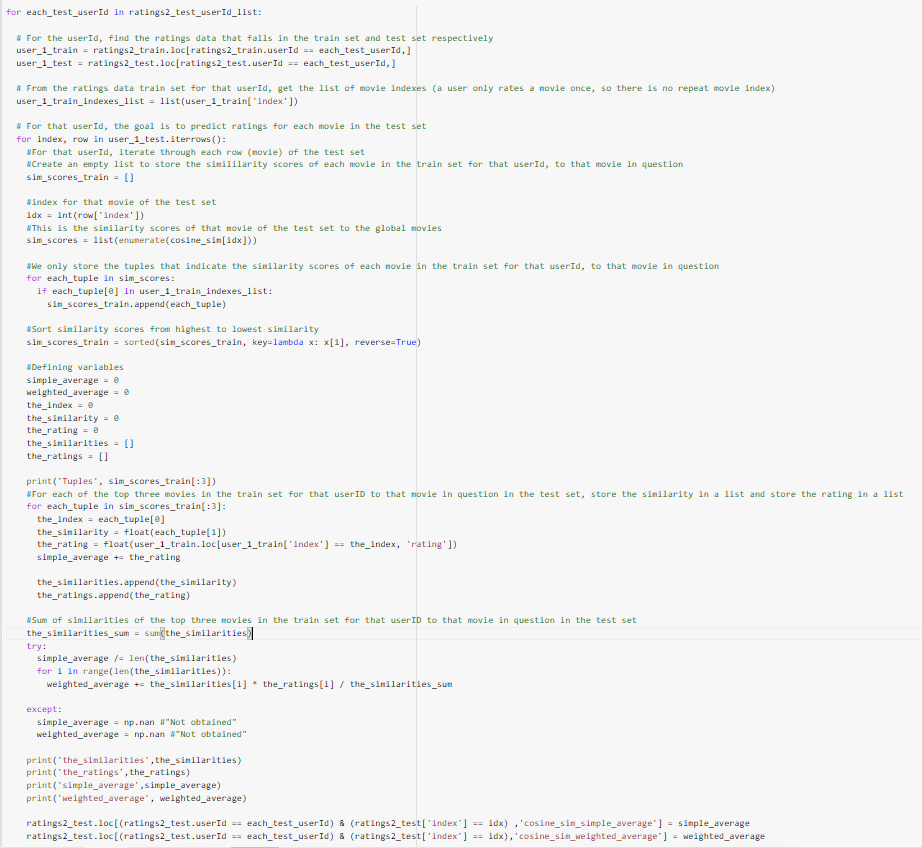 for each_test_userId in ratings2_test_userId_list:
# For the userId, find the ratings data that falls in the train set and test set respectively
user_1_train = ratings2_train.loc[ratings2_train.userId == each_test_userId,]
user_1_test = ratings2_test.loc[ratings2_test.userId == each_test_userId,]
# From the ratings data train set for that userId, get the list of movie indexes (a user only rates a movie once, so there is no repeat movie index)
user_1_train_indexes_list = list(user_1_train['index'])
# For that userId, the goal is to predict ratings for each movie in the test set
for index, row in user_1_test.iterrows():
#For that userId, iterate through each row (movie) of the test set
#Create an empty list to store the simililarity scores of each movie in the train set for that userId, to that movie in question
sim_scores_train = []
#index for that movie of the test set
idx = int(row['index'])
#This is the similarity scores of that movie of the test set to the global movies
sim_scores = list(enumerate(cosine_sim[idx]))
#We only store the tuples that indicate the similarity scores of each movie in the train set for that userId, to that movie in question
for each_tuple in sim_scores:
if each_tuple[0] in user_1_train_indexes_list:
sim_scores_train.append(each_tuple)
#Sort similarity scores from highest to lowest similarity
sim_scores_train = sorted(sim_scores_train, key=lambda x: x[1], reverse=True)
#Defining variables
simple_average = 0
weighted_average = 0
the_index = 0
the_similarity = 0
the_rating = 0
the_similarities = []
the_ratings = []
print('Tuples', sim_scores_train[:3])
#For each of the top three movies in the train set for that userID to that movie in question in the test set, store the similarity in a list and store the rating in a list
for each_tuple in sim_scores_train[:3]:
the_index = each_tuple[0]
the_similarity = float(each_tuple[1])
the_rating = float(user_1_train.loc[user_1_train['index'] == the_index, 'rating'])
simple_average += the_rating
the_similarities.append(the_similarity)
the_ratings.append(the_rating)
#Sum of similarities of the top three movies in the train set for that userID to that movie in question in the test set
the_similarities_sum = sum(the_similarities)
try:
simple_average /= len(the_similarities)
for i in range(len(the_similarities)):
weighted_average += the_similarities[i] * the_ratings[i] / the_similarities_sum
except:
simple_average = np.nan #"Not obtained"
weighted_average = np.nan #"Not obtained"
print('the_similarities',the_similarities)
print('the_ratings',the_ratings)
print('simple_average',simple_average)
print('weighted_average', weighted_average)
ratings2_test.loc[(ratings2_test.userId == each_test_userId) & (ratings2_test['index'] == idx) ,'cosine_sim_simple_average'] = simple_average
ratings2_test.loc[(ratings2_test.userId == each_test_userId) & (ratings2_test['index'] == idx),'cosine_sim_weighted_average'] = weighted_average